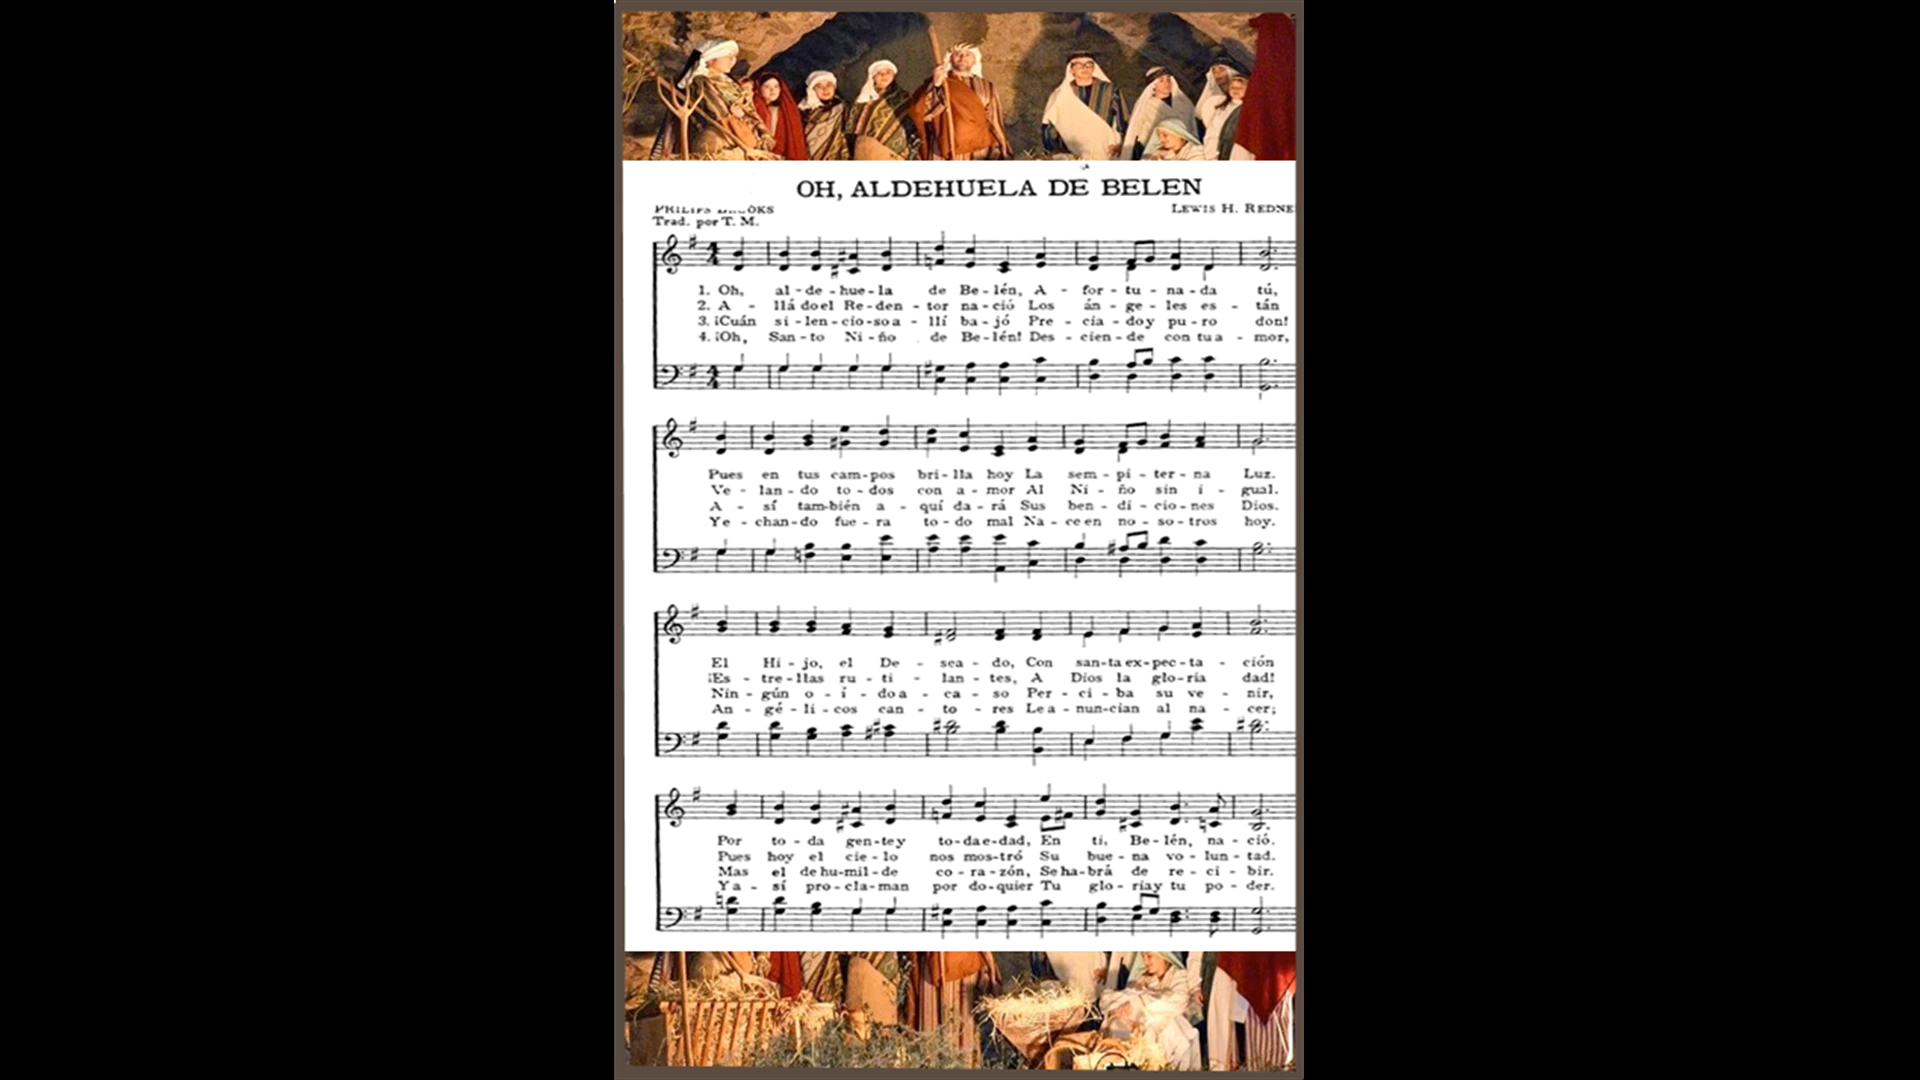 OH, ALDEHUELA DE BELEN
LEWIS H. REDNE
Trad. por T. M.
1. Oh, al-de-hue-la de Be-lén, A-for-tu-na-da tú,
2. A-llá do el Re-den-tor na-ció Los án-ge-les es-tán
3. ¡Cuán si-len-cio-so a-llí ba-jó Pre-cia-do y pu-ro don!
4. ¡Oh, San-to Ni-ño de Be-lén! Des-cien-de con tu a-mor,
Pues en tus cam-pos bri-lla hoy La sem-pi-ter-na Luz.
Ve-lan-do to-dos con a-mor Al Ni-ño sin i-gual.
A-sí tam-bién a-quí da-rá Sus ben-di-cio-nes Dios.
Y e-chan-do fue-ra to-do mal Na-ce en no-so-tros hoy.
El Hi-jo, el De-sea-do, Con san-ta ex-pec-ta-ción
¡Es-tre-llas ru-ti-lan-tes, A Dios la glo-ria dad!
Nin-gún o-í-do a-ca-so Per-ci-ba su ve-nir,
An-gé-li-cos can-to-res Le a-nun-cian al na-cer;
Por to-da gen-te y to-da e-dad, En ti, Be-lén, na-ció.
Pues hoy el cie-lo nos mos-tró Su bue-na vo-lun-tad.
Mas el de hu-mil-de co-ra-zón, Se ha-brá de re-ci-bir.
Y a-sí pro-cla-man por do-quier Tu glo-ria y tu po-der.